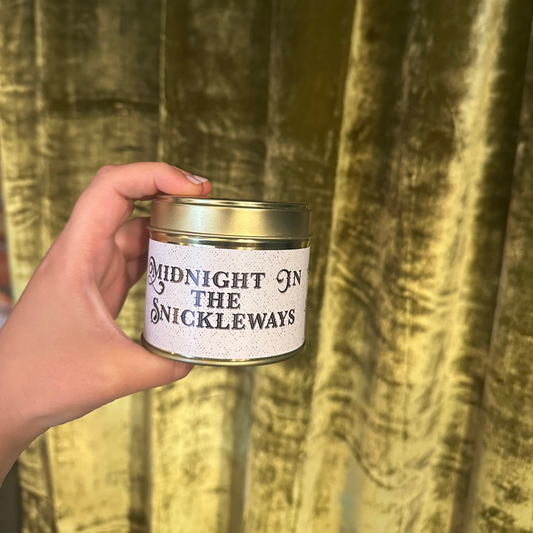 Midnight In
the
Snickleways